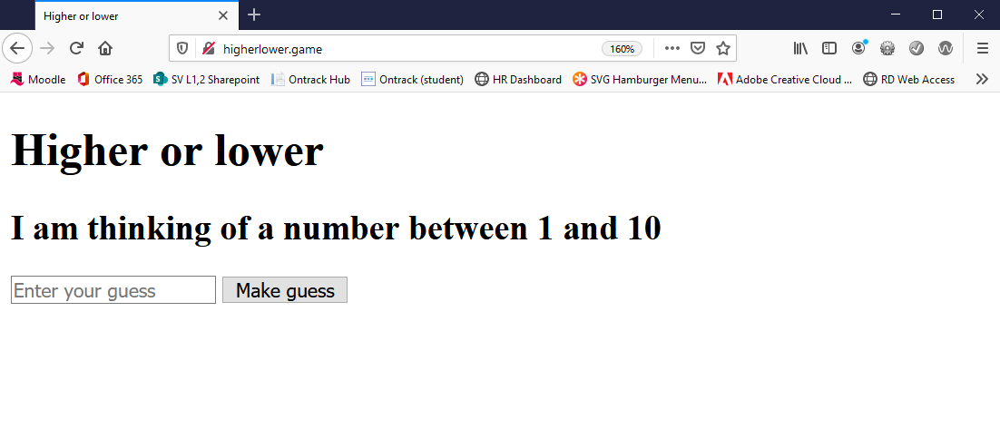 Higher or lower
higherlower.game 160%
Moodle Office 365 SV L1,2 Sharepoint Ontrack Hub Ontrack (student) HR Dashboard SVG Hamburger Menu... Adobe Creative Cloud ... RD Web Access
Higher or lower
I am thinking of a number between 1 and 10
Enter your guess Make guess